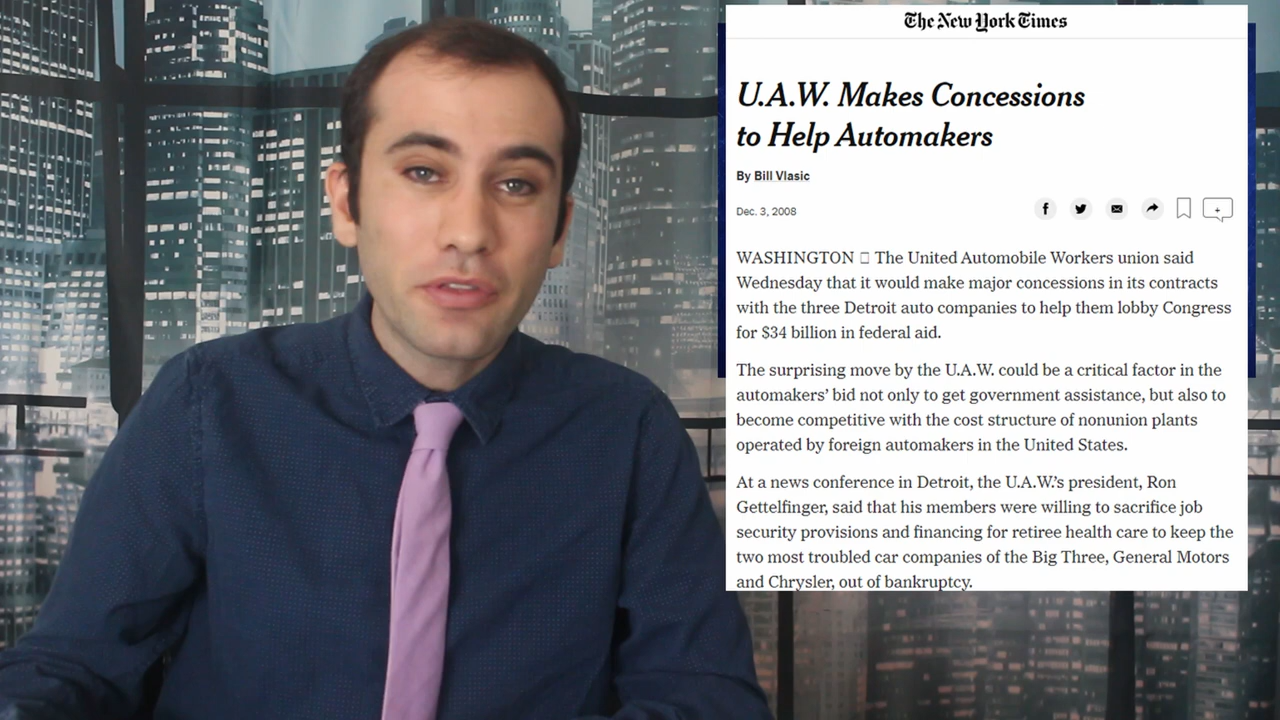 The New York Times
U.A.W. Makes Concessions
to Help Automakers
By Bill Vlasic
Dec. 3, 2008
WASHINGTON □ The United Automobile Workers union said
Wednesday that it would make major concessions in its contracts
with the three Detroit auto companies to help them lobby Congress
for $34 billion in federal aid.
The surprising move by the U.A.W. could be a critical factor in the
automakers’ bid not only to get government assistance, but also to
become competitive with the cost structure of nonunion plants
operated by foreign automakers in the United States.
At a news conference in Detroit, the U.A.W.’s president, Ron
Gettelfinger, said that his members were willing to sacrifice job
security provisions and financing for retiree health care to keep the
two most troubled car companies of the Big Three, General Motors
and Chrysler, out of bankruptcy.